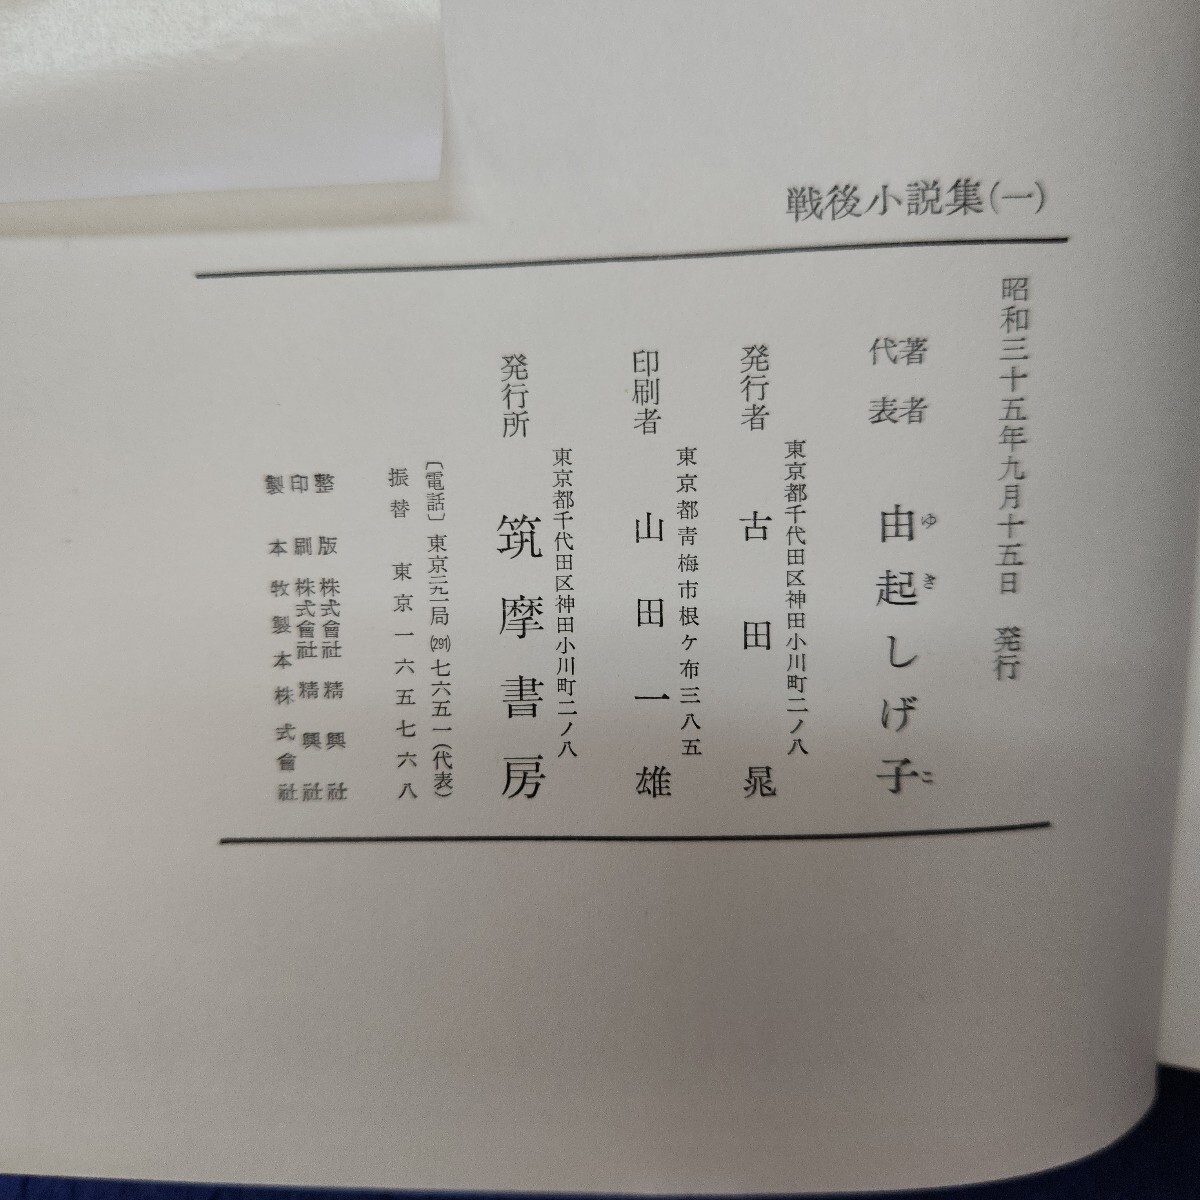 戦後小説集(一)
昭和三十五年九月十五日 発行
著者
代表
由起しげ子
ゆきこ
東京都千代田区神田小川町二ノ八
発行者 古田晁
東京都青梅市根ケ布三八五
印刷者 山田一雄
東京都千代田区神田小川町二ノ八
発行所 筑摩書房
〔電話〕東京二九一局(291)七六五一(代表)
振替 東京一六五七六八
整版 株式會社 精興社
印刷 株式會社 精興社
製本 牧製本株式會社